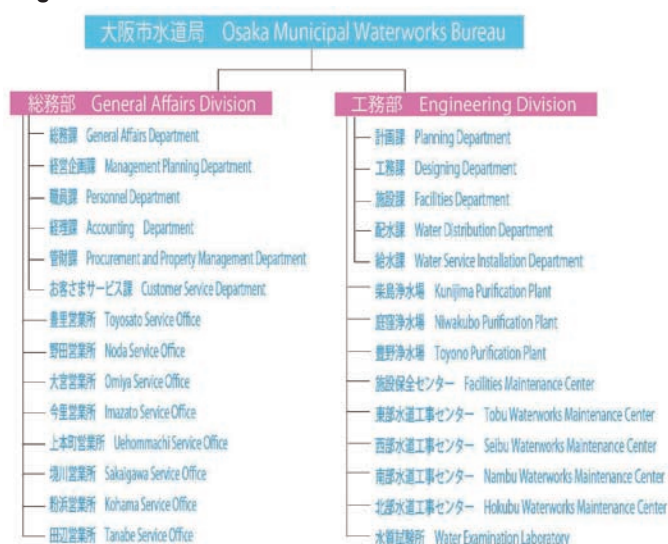 大阪市水道局 Osaka Municipal Waterworks Bureau
総務部 General Affairs Division
総務課 General Affairs Department
経営企画課 Management Planning Department
職員課 Personnel Department
経理課 Accounting Department
管財課 Procurement and Property Management Department
お客さまサービス課 Customer Service Department
豊里営業所 Toyosato Service Office
野田営業所 Noda Service Office
大宮営業所 Omiya Service Office
今里営業所 Imazato Service Office
上本町営業所 Uehommachi Service Office
境川営業所 Sakaigawa Service Office
粉浜営業所 Kohama Service Office
田辺営業所 Tanabe Service Office
工務部 Engineering Division
計画課 Planning Department
工務課 Designing Department
施設課 Facilities Department
配水課 Water Distribution Department
給水課 Water Service Installation Department
柴島浄水場 Kunijima Purification Plant
庭窪浄水場 Niwakubo Purification Plant
豊野浄水場 Toyono Purification Plant
施設保全センター Facilities Maintenance Center
東部水道工事センター Tobu Waterworks Maintenance Center
西部水道工事センター Seibu Waterworks Maintenance Center
南部水道工事センター Nambu Waterworks Maintenance Center
北部水道工事センター Hokubu Waterworks Maintenance Center
水質試験所 Water Examination Laboratory